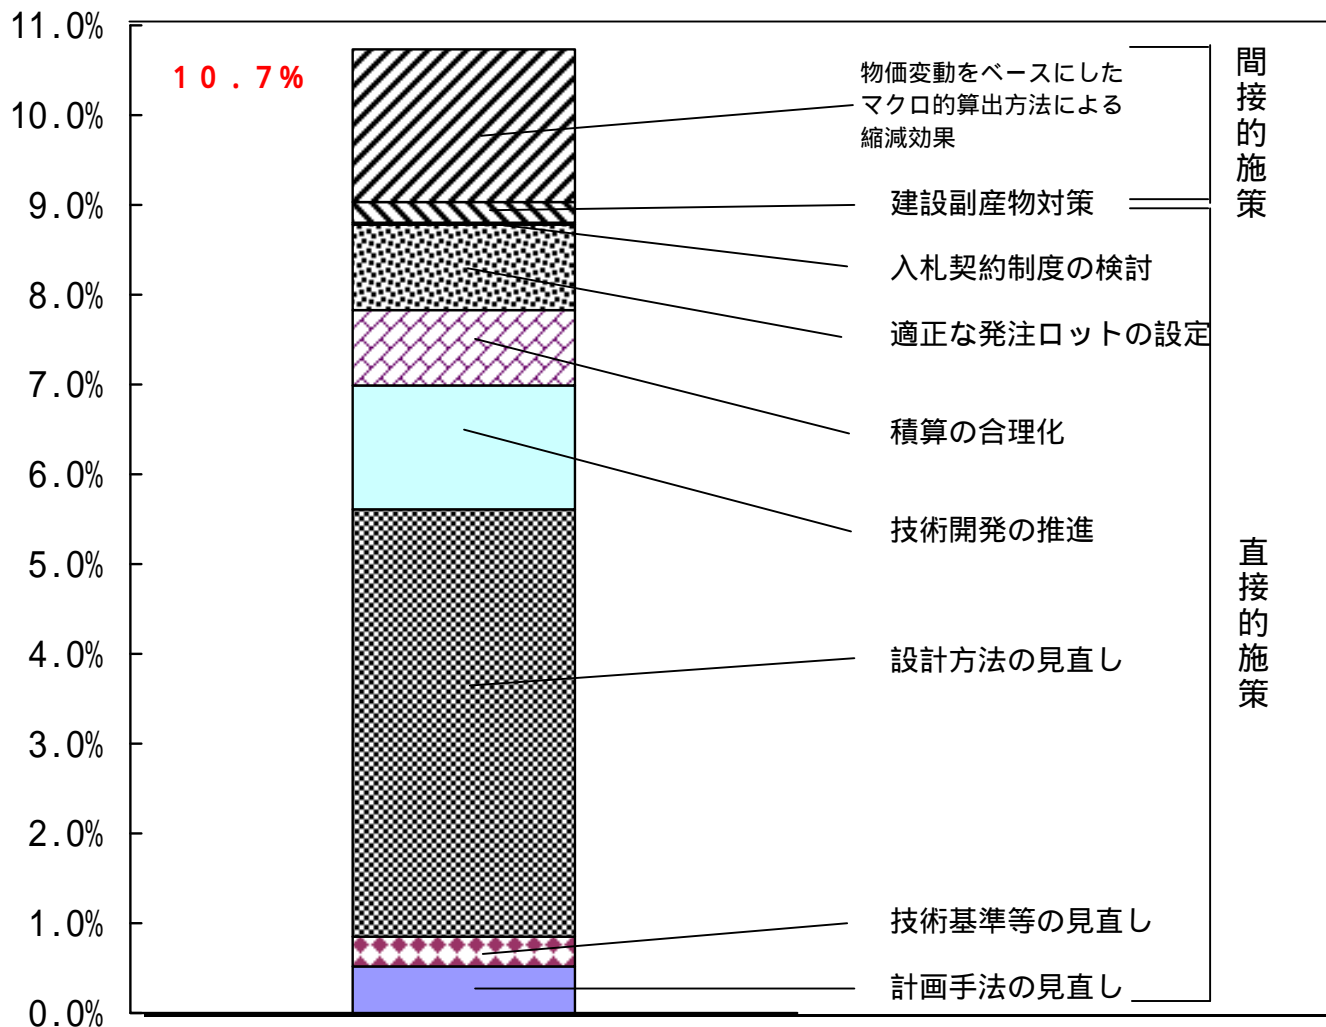 11.0%
10.0%
9.0%
8.0%
7.0%
6.0%
5.0%
4.0%
3.0%
2.0%
1.0%
0.0%
10.7%
物価変動をベースにした
マクロ的算出方法による
縮減効果
建設副産物対策
入札契約制度の検討
適正な発注ロットの設定
積算の合理化
技術開発の推進
設計方法の見直し
技術基準等の見直し
計画手法の見直し
間接的施策
直接的施策